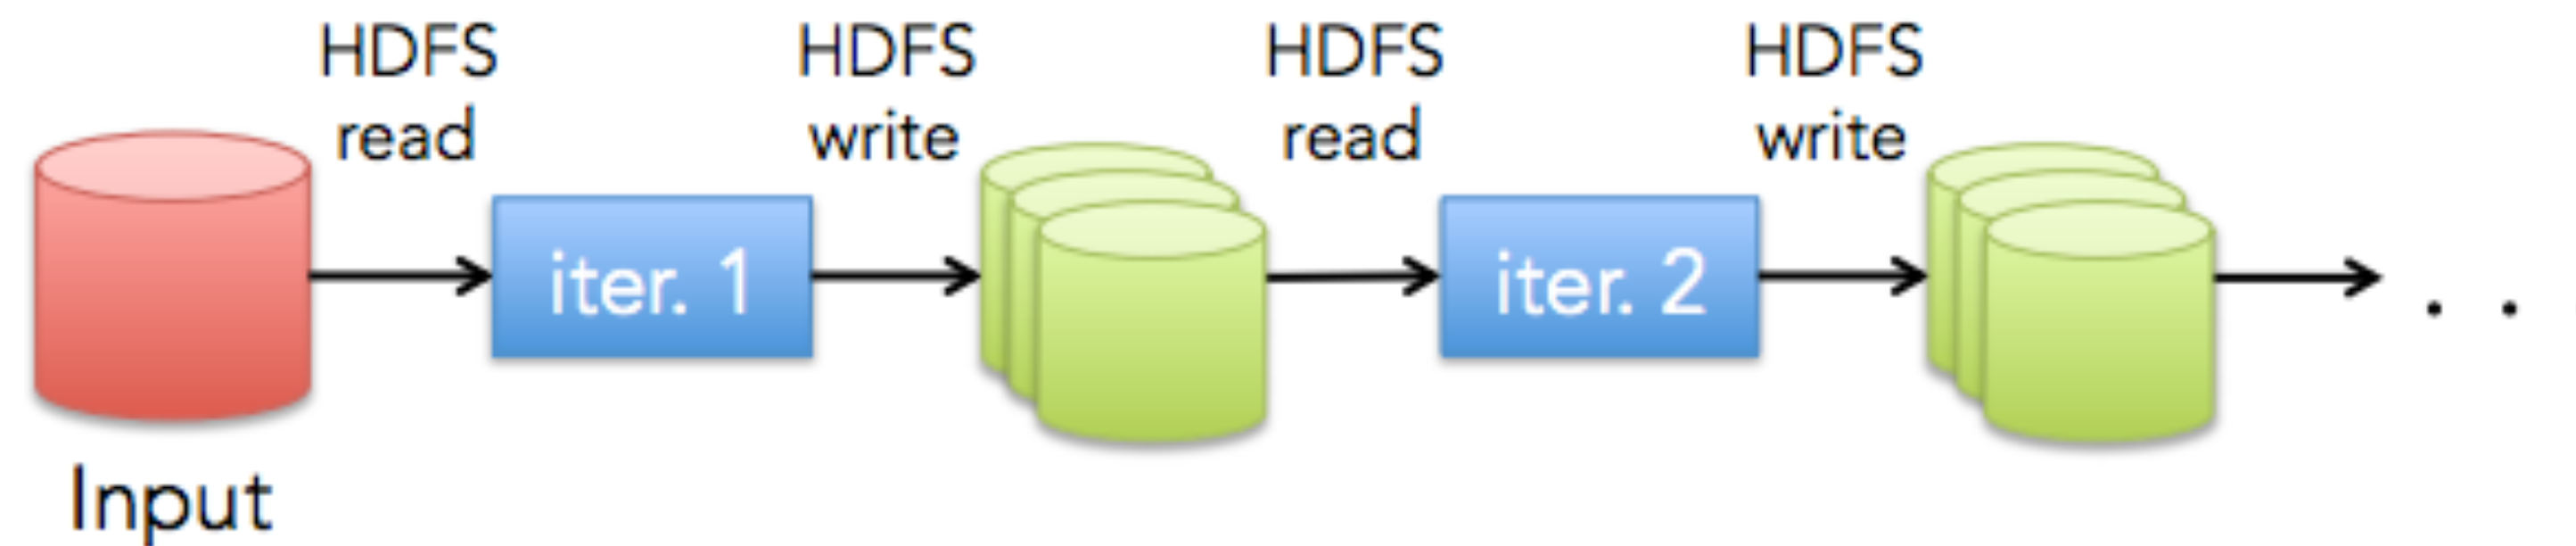 HDFS
read
HDFS
write
HDFS
read
HDFS
write
iter. 1
iter. 2
. .
Input